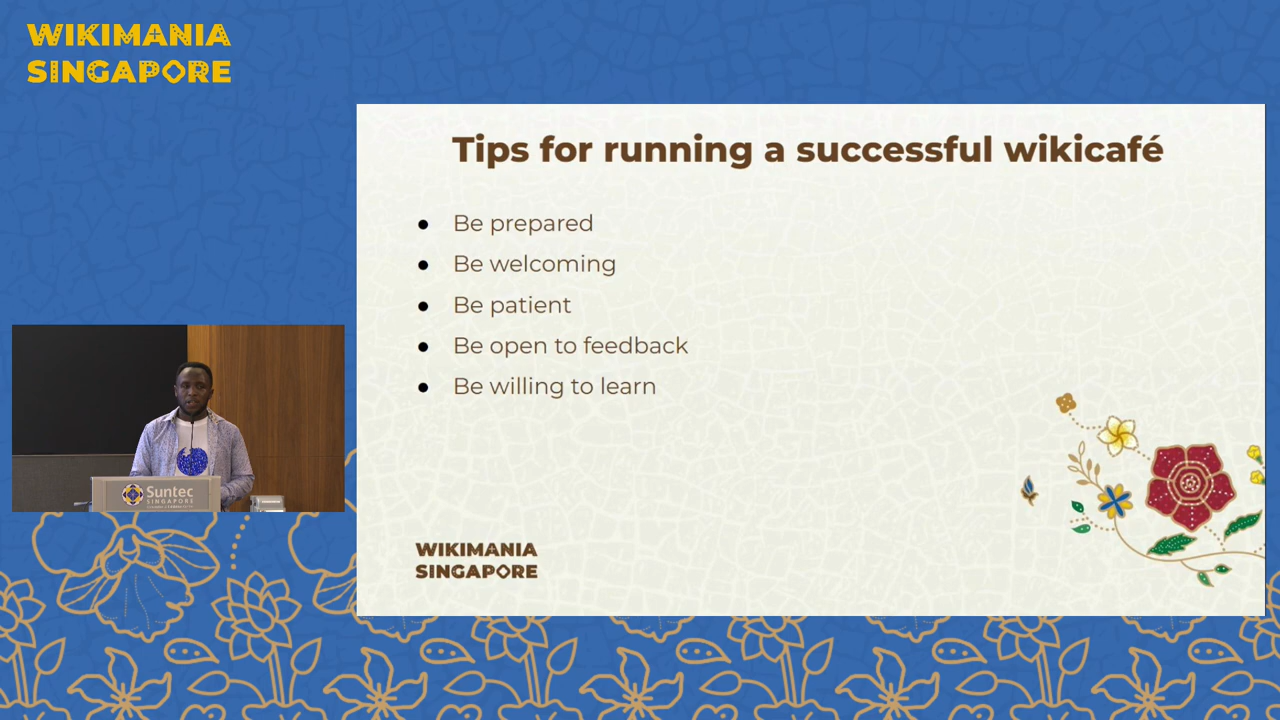 WIKIMANIA
SINGAPORE
Tips for running a successful wikicafé
Be prepared
Be welcoming
Be patient
Be open to feedback
Be willing to learn
Suntec
SINGAPORE
WIKIMANIA
SINGAPORE